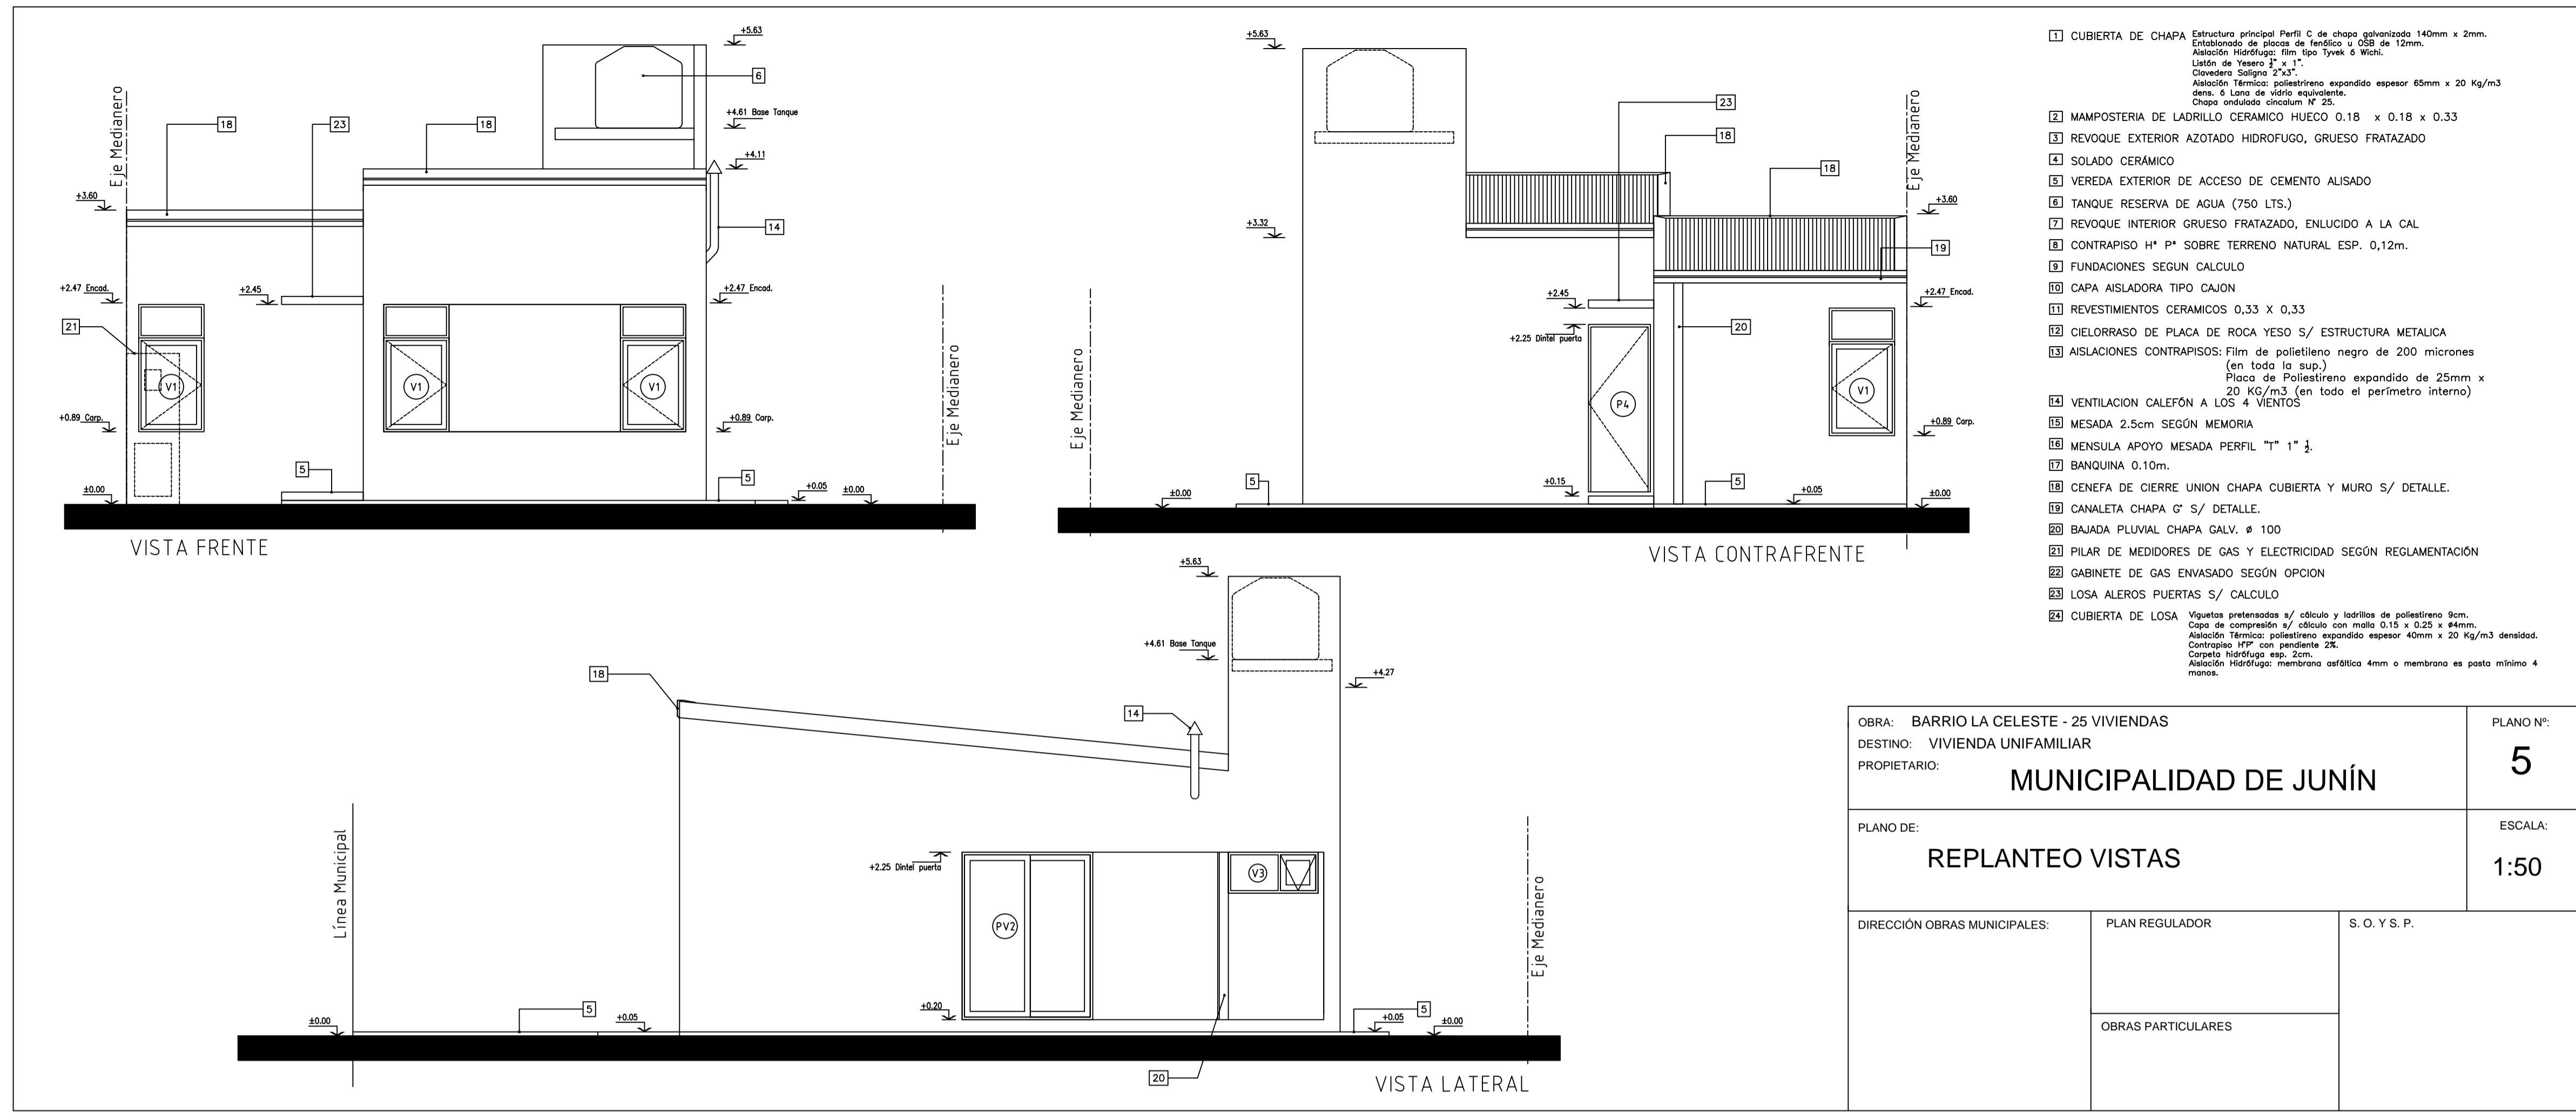 +5.63
6
+4.61 Base Tanque
Eje Medianero
18
23
18
+4.11
+3.60
14
+2.47 Encad.
+2.45
+2.47 Encad.
21
V1
V1
V1
+0.89 Carp.
+0.89 Carp.
Eje Medianero
5
5
±0.00
+0.05
±0.00
VISTA FRENTE
+5.63
23
18
18
Eje Medianero
+3.60
+3.32
19
+2.45
+2.47 Encad.
20
+2.25 Dintel puerta
Eje Medianero
V1
P4
+0.89 Carp.
5
+0.15
5
±0.00
+0.05
±0.00
VISTA CONTRAFRENTE
+5.63
+4.61 Base Tanque
+4.27
18
14
Línea Municipal
+2.25 Dintel puerta
V3
PV2
Eje Medianero
+0.20
5
5
±0.00
+0.05
+0.05
±0.00
20
VISTA LATERAL
1 CUBIERTA DE CHAPA Estructura principal Perfil C de chapa galvanizada 140mm x 2mm.
Entablonado de placas de fenólico u OSB de 12mm.
Aislación Hidrófuga: film tipo Tyvek ó Wichi.
Listón de Yesero ½" x 1".
Clavedera Saligna 2"x3".
Aislación Térmica: poliestrireno expandido espesor 65mm x 20 Kg/m3
dens. ó Lana de vidrio equivalente.
Chapa ondulada cincalum Nº 25.
2 MAMPOSTERIA DE LADRILLO CERAMICO HUECO 0.18 x 0.18 x 0.33
3 REVOQUE EXTERIOR AZOTADO HIDROFUGO, GRUESO FRATAZADO
4 SOLADO CERÁMICO
5 VEREDA EXTERIOR DE ACCESO DE CEMENTO ALISADO
6 TANQUE RESERVA DE AGUA (750 LTS.)
7 REVOQUE INTERIOR GRUESO FRATAZADO, ENLUCIDO A LA CAL
8 CONTRAPISO Hº Pº SOBRE TERRENO NATURAL ESP. 0,12m.
9 FUNDACIONES SEGUN CALCULO
10 CAPA AISLADORA TIPO CAJON
11 REVESTIMIENTOS CERAMICOS 0,33 X 0,33
12 CIELORRASO DE PLACA DE ROCA YESO S/ ESTRUCTURA METALICA
13 AISLACIONES CONTRAPISOS: Film de polietileno negro de 200 micrones
(en toda la sup.)
Placa de Poliestireno expandido de 25mm x
20 KG/m3 (en todo el perímetro interno)
14 VENTILACION CALEFÓN A LOS 4 VIENTOS
15 MESADA 2.5cm SEGÚN MEMORIA
16 MENSULA APOYO MESADA PERFIL "T" 1" ½.
17 BANQUINA 0.10m.
18 CENEFA DE CIERRE UNION CHAPA CUBIERTA Y MURO S/ DETALLE.
19 CANALETA CHAPA Gº S/ DETALLE.
20 BAJADA PLUVIAL CHAPA GALV. Ø 100
21 PILAR DE MEDIDORES DE GAS Y ELECTRICIDAD SEGÚN REGLAMENTACIÓN
22 GABINETE DE GAS ENVASADO SEGÚN OPCION
23 LOSA ALEROS PUERTAS S/ CALCULO
24 CUBIERTA DE LOSA Viguetas pretensadas s/ cálculo y ladrillos de poliestireno 9cm.
Capa de compresión s/ cálculo con malla 0.15 x 0.25 x Ø4mm.
Aislación Térmica: poliestireno expandido espesor 40mm x 20 Kg/m3 densidad.
Contrapiso HºPº con pendiente 2%.
Carpeta hidrófuga esp. 2cm.
Aislación Hidrófuga: membrana asfáltica 4mm o membrana es pasta mínimo 4
manos.
OBRA: BARRIO LA CELESTE - 25 VIVIENDAS
DESTINO: VIVIENDA UNIFAMILIAR
PROPIETARIO:
MUNICIPALIDAD DE JUNÍN
PLANO Nº:
5
PLANO DE:
REPLANTEO VISTAS
ESCALA:
1:50
DIRECCIÓN OBRAS MUNICIPALES:
PLAN REGULADOR
S. O. Y S. P.
OBRAS PARTICULARES